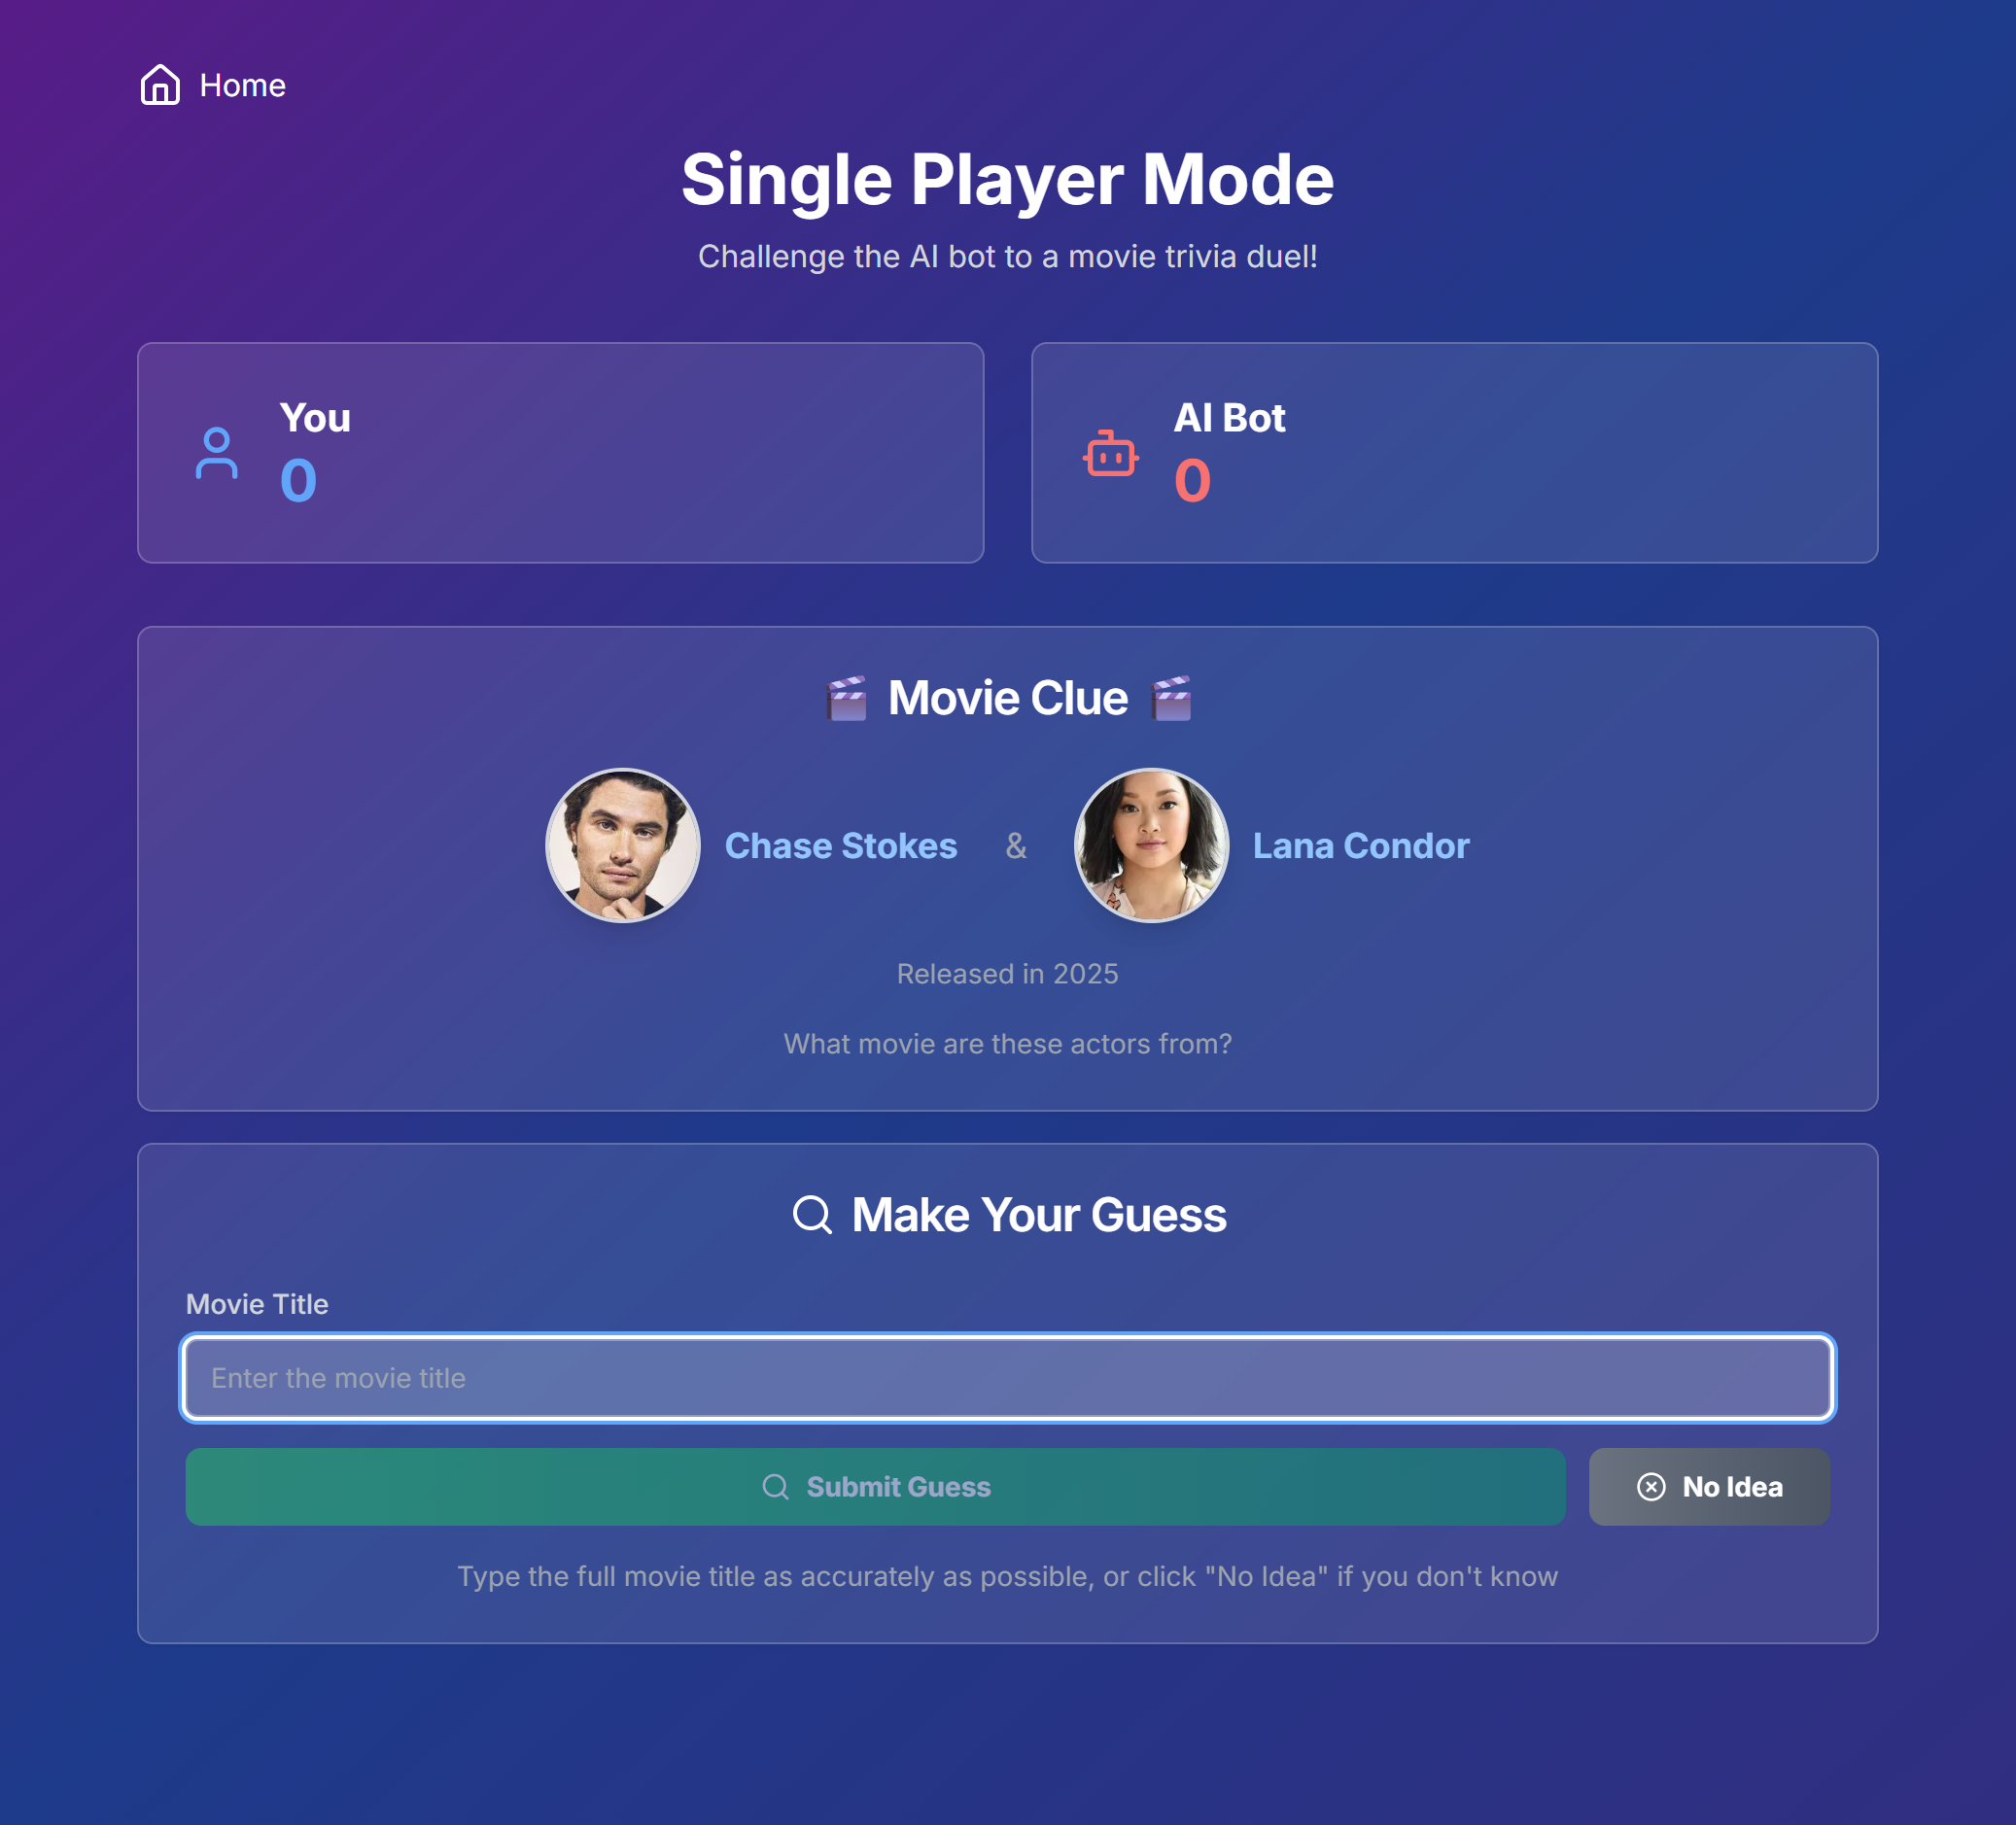 Home
Single Player Mode
Challenge the AI bot to a movie trivia duel!
You
0
AI Bot
0
Movie Clue
Chase Stokes & Lana Condor
Released in 2025
What movie are these actors from?
Make Your Guess
Movie Title
Enter the movie title
Submit Guess
No Idea
Type the full movie title as accurately as possible, or click "No Idea" if you don't know